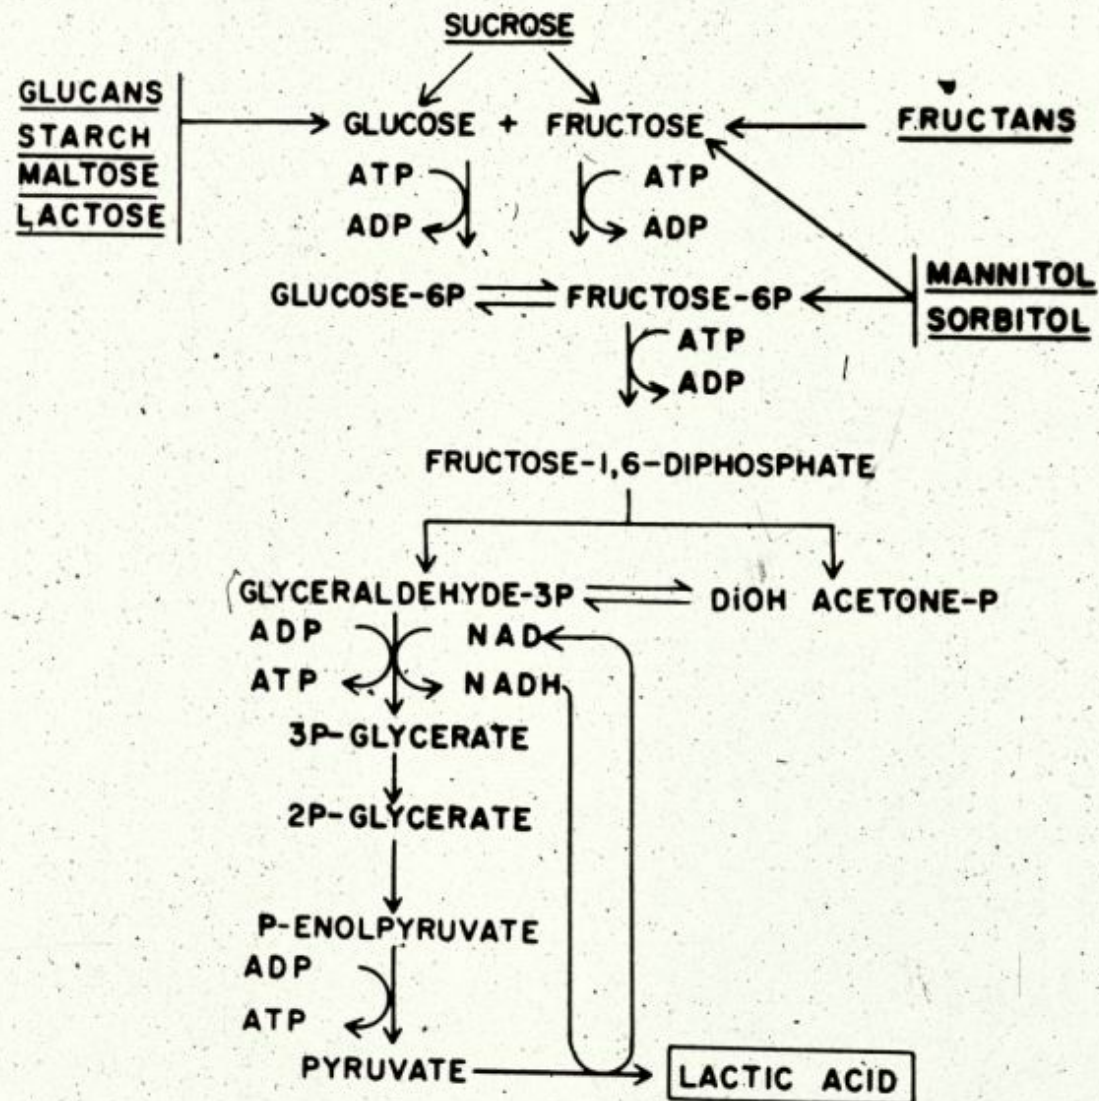 SUCROSE
GLUCANS
STARCH
MALTOSE
LACTOSE
GLUCOSE + FRUCTOSE
FRUCTANS
ATP
ADP
ATP
ADP
GLUCOSE-6P
FRUCTOSE-6P
MANNITOL
SORBITOL
ATP
ADP
FRUCTOSE-1,6-DIPHOSPHATE
GLYCERALDEHYDE-3P
DiOH ACETONE-P
ADP
ATP
NAD
NADH
3P-GLYCERATE
2P-GLYCERATE
P-ENOLPYRUVATE
ADP
ATP
PYRUVATE
LACTIC ACID